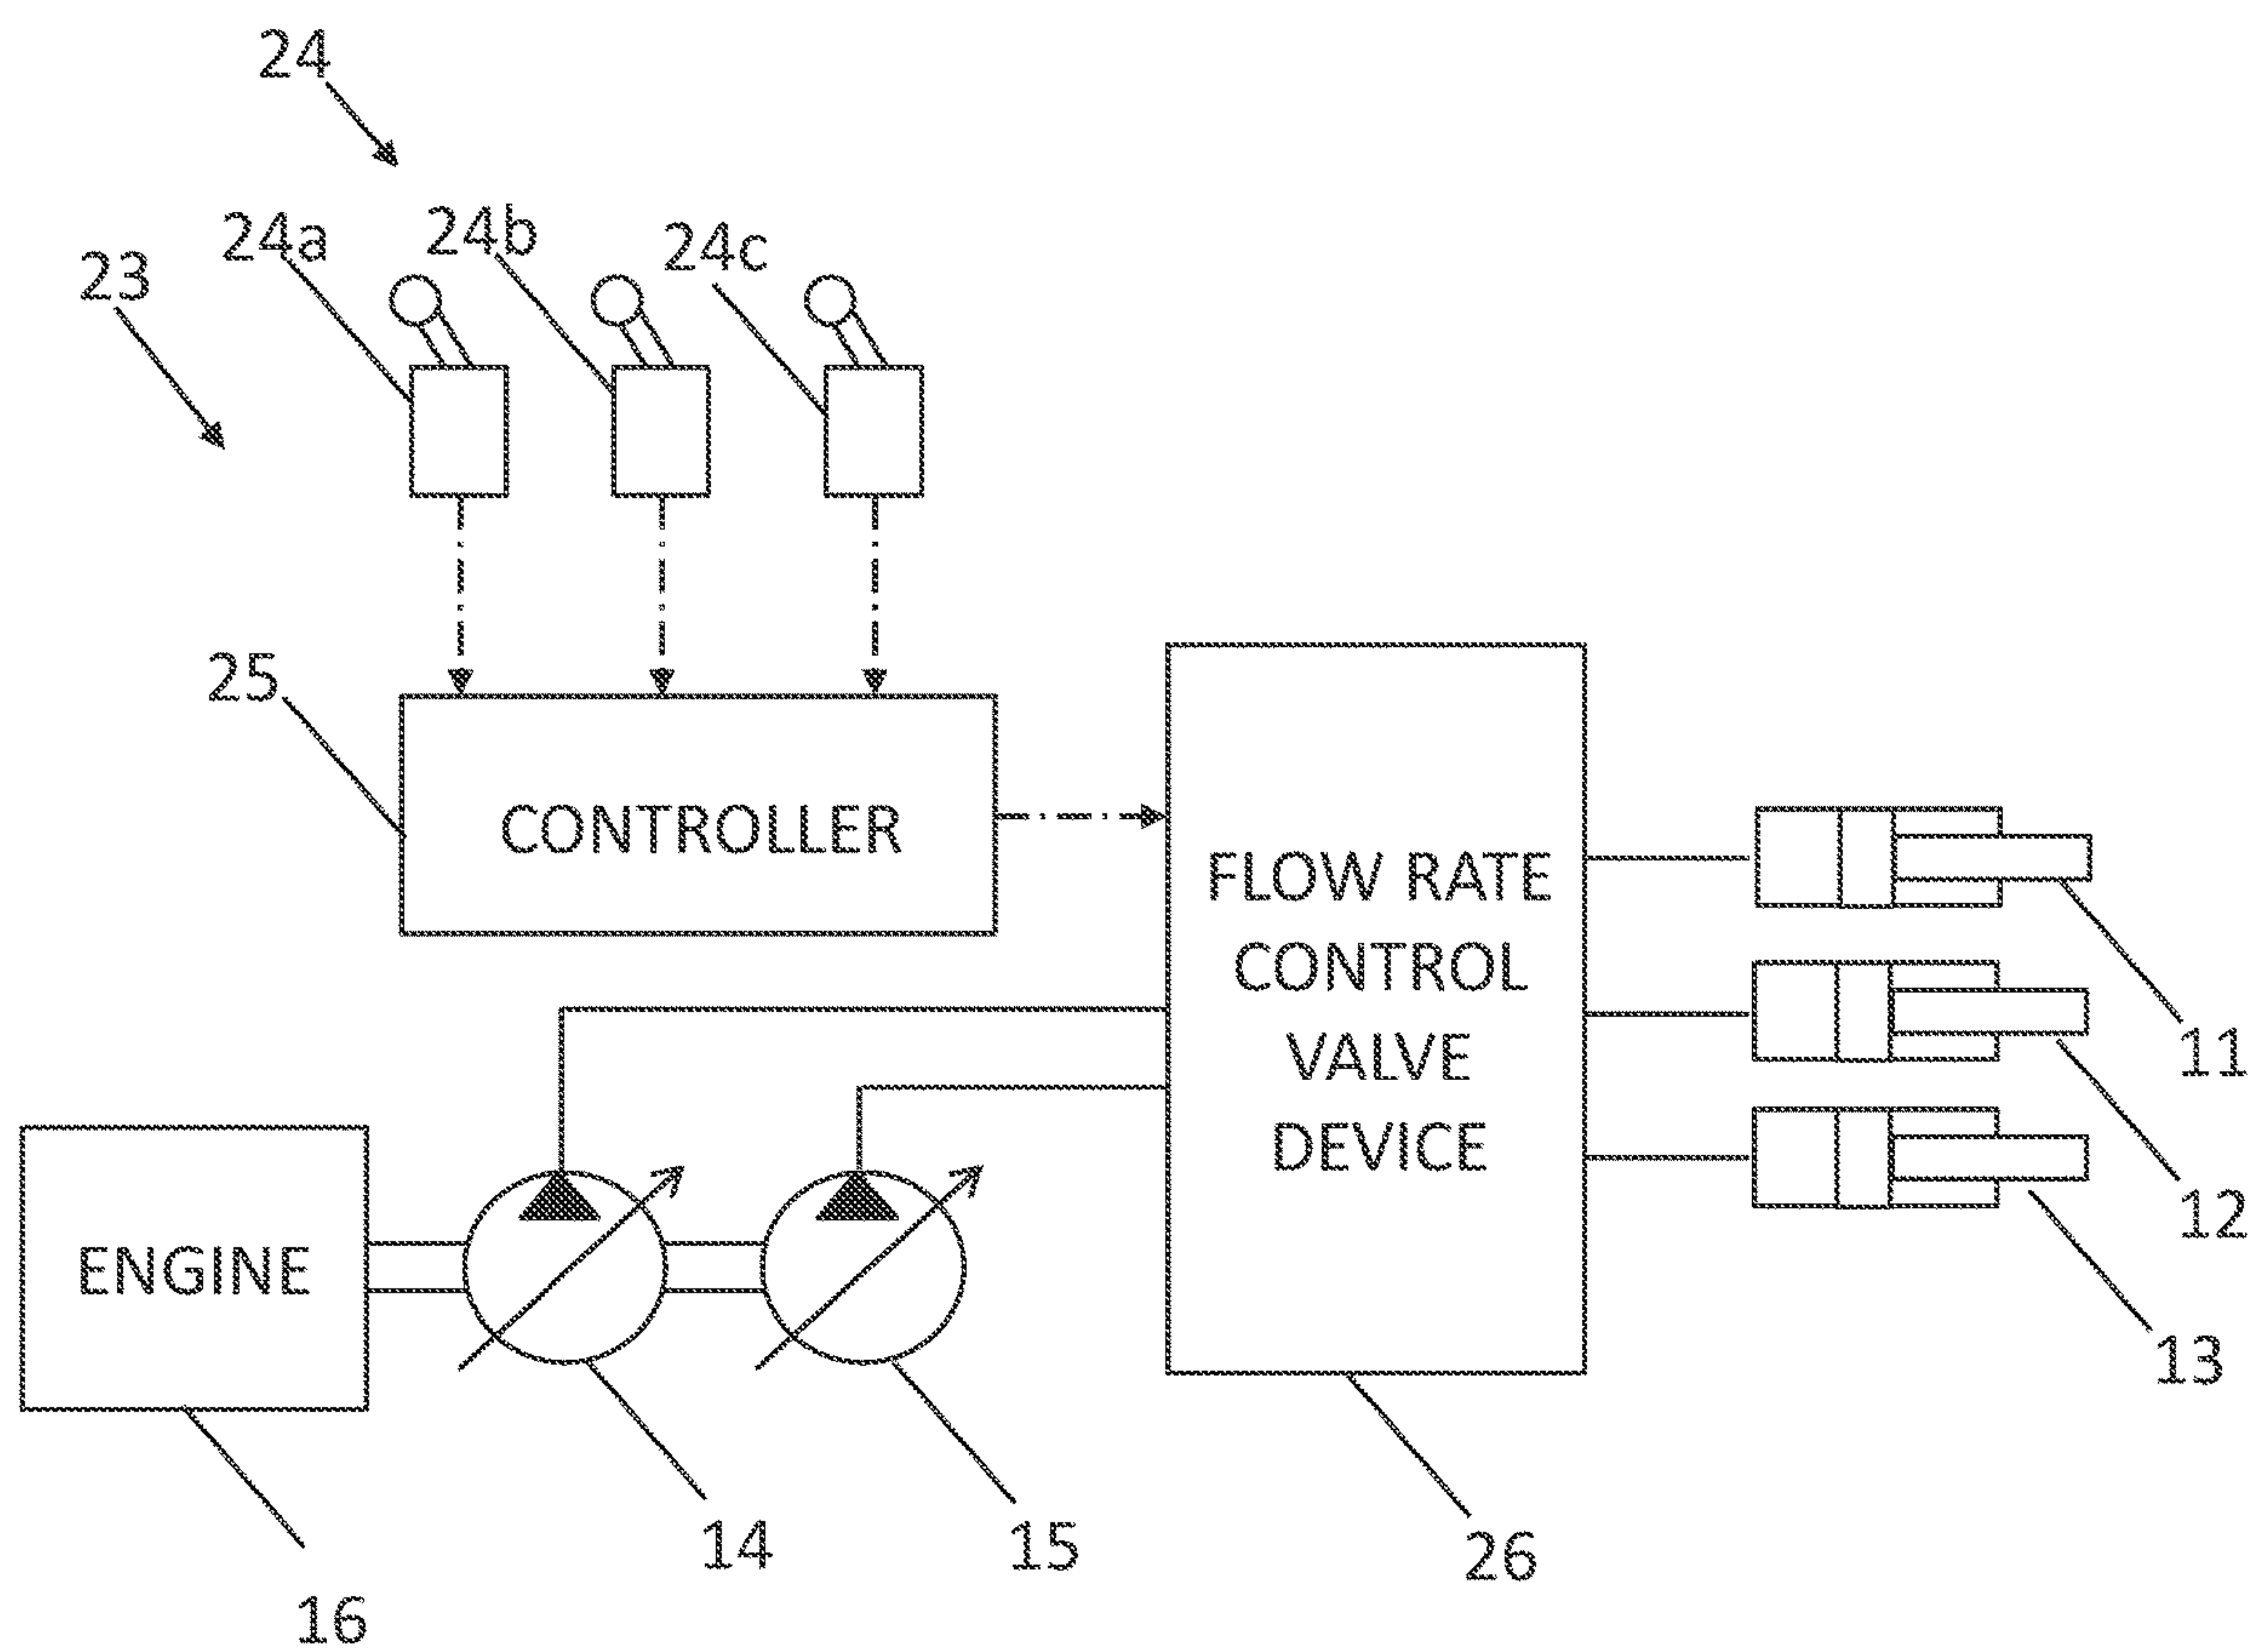 24
24a
24b
24c
23
25
CONTROLLER
FLOW RATE
CONTROL
VALVE
DEVICE
11
12
13
ENGINE
14
15
26
16